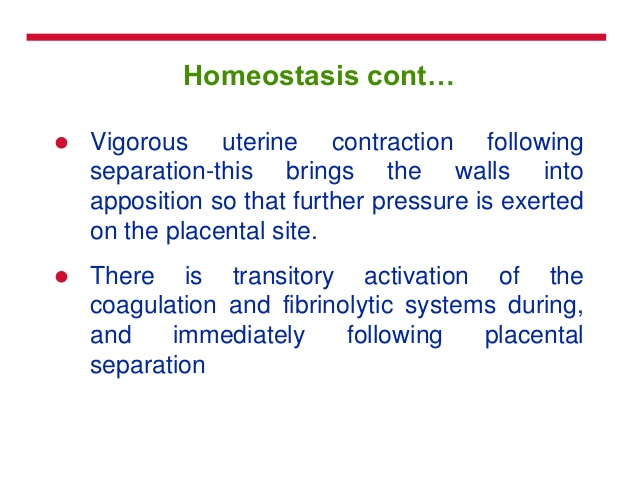 Homeostasis cont…
Vigorous uterine contraction following
separation-this brings the walls into
apposition so that further pressure is exerted
on the placental site.
There is transitory activation of the
coagulation and fibrinolytic systems during,
and immediately following placental
separation